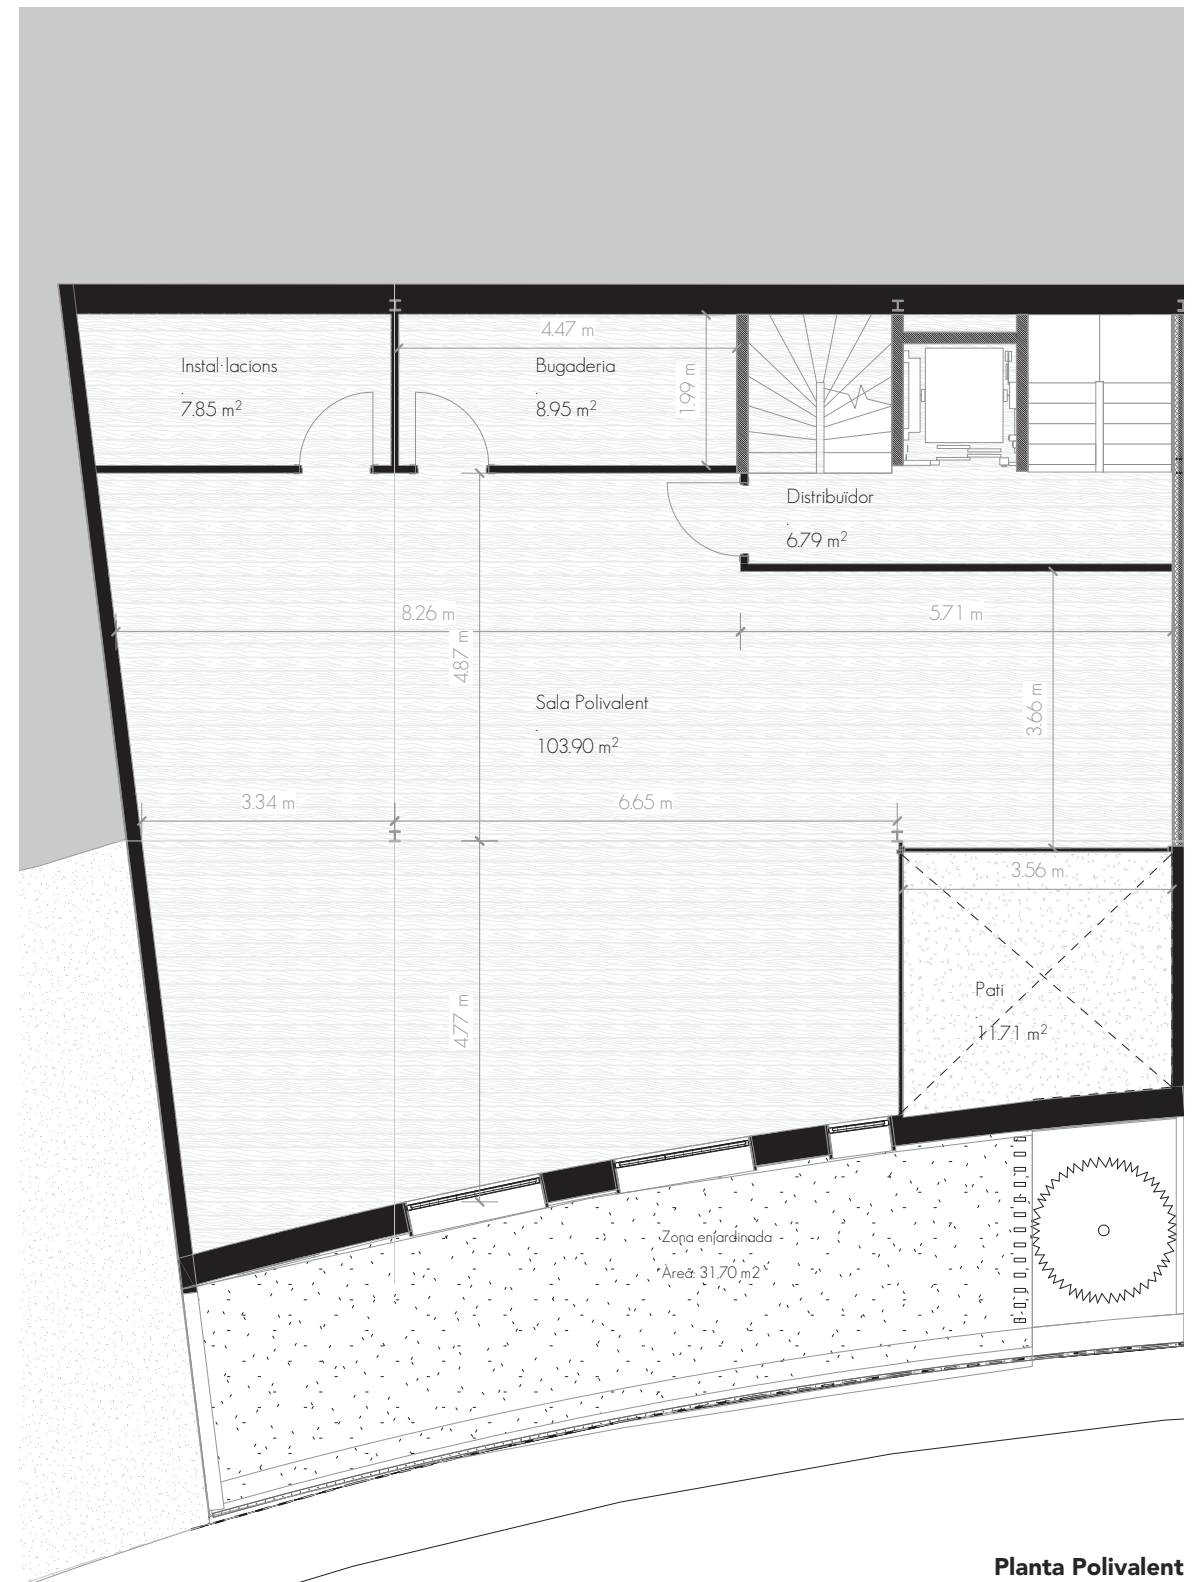 4.47 m
Instal·lacions
.
7.85 m²
Bugaderia
.
8.95 m²
1.99 m
Distribuïdor
.
6.79 m²
8.26 m
5.71 m
4.87 m
3.66 m
Sala Polivalent
.
103.90 m²
3.34 m
6.65 m
3.56 m
Pati
.
11.71 m²
4.77 m
Zona enjardinada
Àrea: 31,70 m2
Planta Polivalent